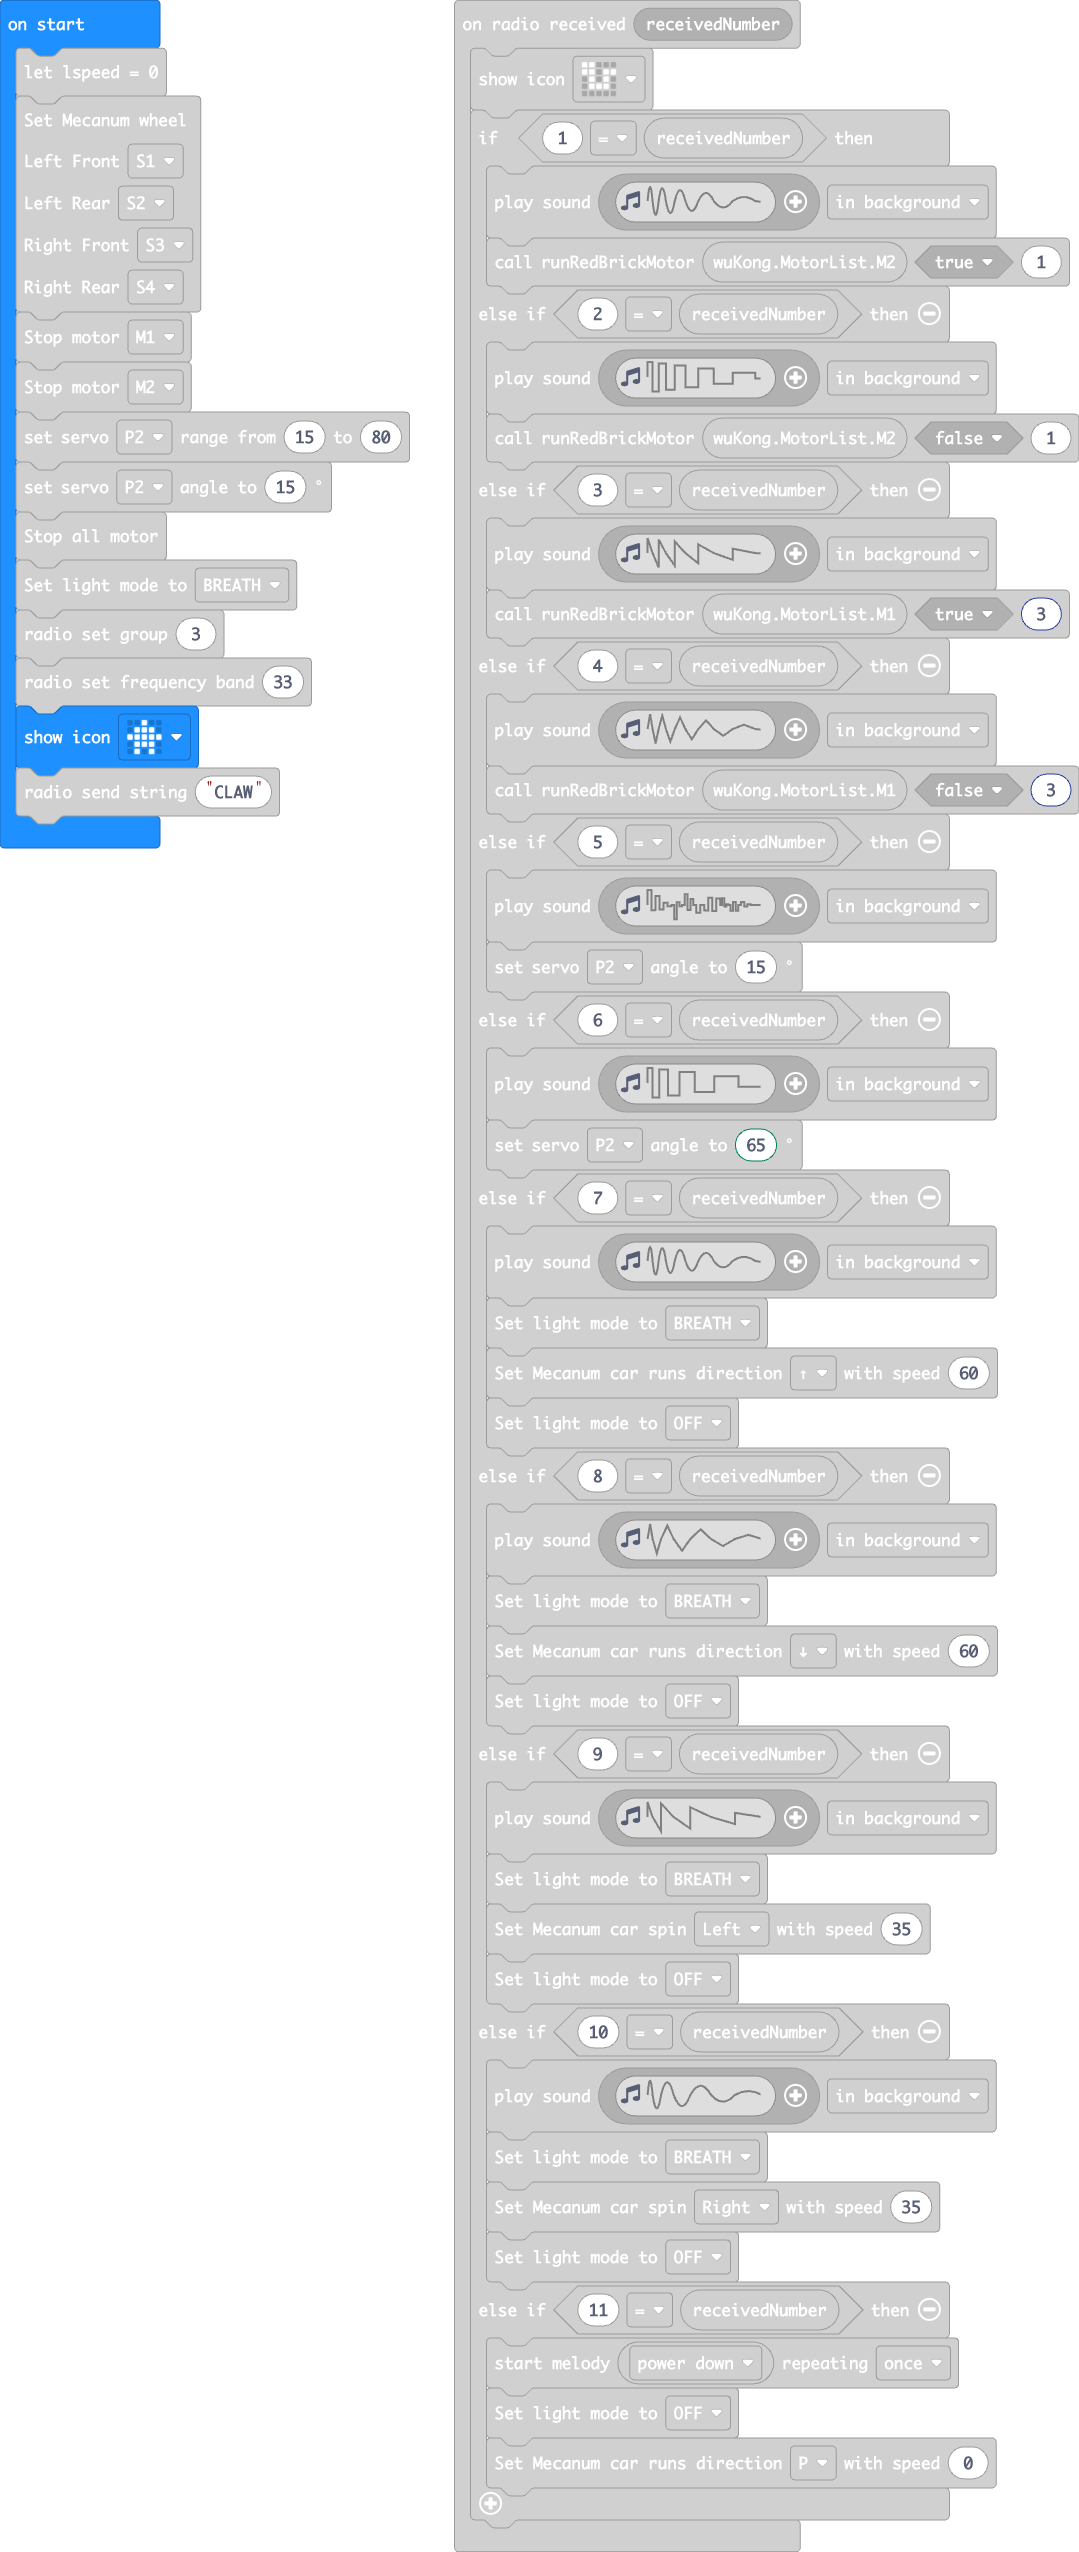 on start
let lspeed = 0
Set Mecanum wheel
Left Front S1
Left Rear S2
Right Front S3
Right Rear S4
Stop motor M1
Stop motor M2
set servo P2 range from 15 to 80
set servo P2 angle to 15 °
Stop all motor
Set light mode to BREATH
radio set group 3
radio set frequency band 33
show icon
radio send string "CLAW"
on radio received receivedNumber
show icon
if 1 = receivedNumber then
play sound in background
call runRedBrickMotor wuKong.MotorList.M2 true 1
else if 2 = receivedNumber then
play sound in background
call runRedBrickMotor wuKong.MotorList.M2 false 1
else if 3 = receivedNumber then
play sound in background
call runRedBrickMotor wuKong.MotorList.M1 true 3
else if 4 = receivedNumber then
play sound in background
call runRedBrickMotor wuKong.MotorList.M1 false 3
else if 5 = receivedNumber then
play sound in background
set servo P2 angle to 15 °
else if 6 = receivedNumber then
play sound in background
set servo P2 angle to 65 °
else if 7 = receivedNumber then
play sound in background
Set light mode to BREATH
Set Mecanum car runs direction ↑ with speed 60
Set light mode to OFF
else if 8 = receivedNumber then
play sound in background
Set light mode to BREATH
Set Mecanum car runs direction ↓ with speed 60
Set light mode to OFF
else if 9 = receivedNumber then
play sound in background
Set light mode to BREATH
Set Mecanum car spin Left with speed 35
Set light mode to OFF
else if 10 = receivedNumber then
play sound in background
Set light mode to BREATH
Set Mecanum car spin Right with speed 35
Set light mode to OFF
else if 11 = receivedNumber then
start melody power down repeating once
Set light mode to OFF
Set Mecanum car runs direction P with speed 0